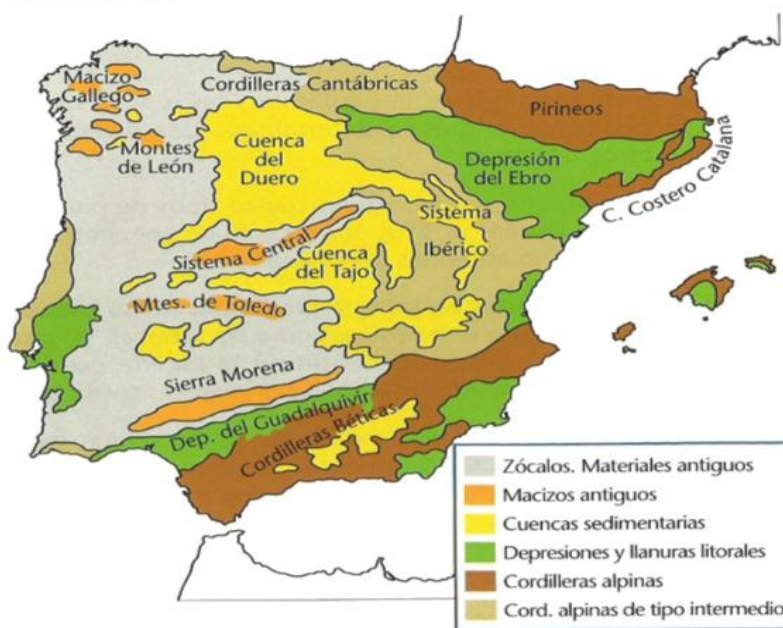 Macizo
Gallego
Cordilleras Cantábricas
Pirineos
Montes
de León
Cuenca
del
Duero
Depresión
del Ebro
C. Costero Catalana
Sistema
Ibérico
Sistema Central
Cuenca
del Tajo
Mtes. de Toledo
Sierra Morena
Dep. del Guadalquivir
Cordilleras Béticas
Zócalos. Materiales antiguos
Macizos antiguos
Cuencas sedimentarias
Depresiones y llanuras litorales
Cordilleras alpinas
Cord. alpinas de tipo intermedio